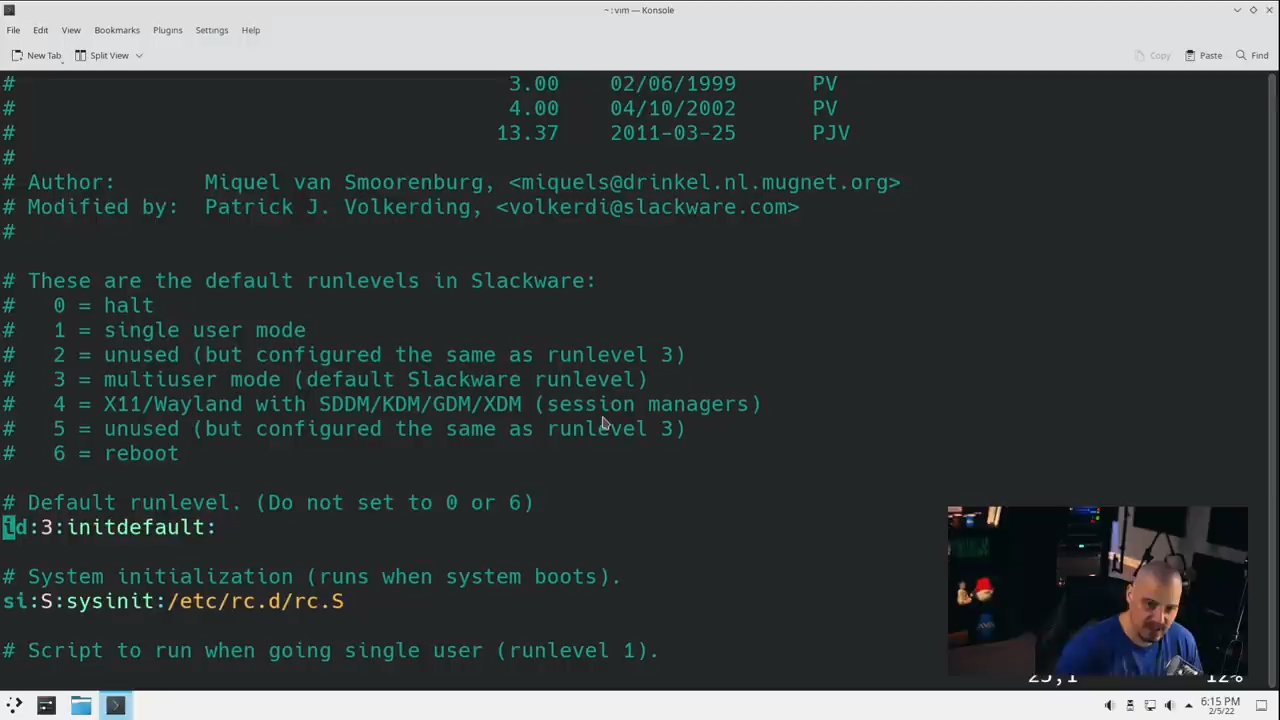 ~ : vim — Konsole
File Edit View Bookmarks Plugins Settings Help
New Tab Split View Copy Paste Find
# 3.00 02/06/1999 PV
# 4.00 04/10/2002 PV
# 13.37 2011-03-25 PJV
#
# Author: Miquel van Smoorenburg, <miquels@drinkel.nl.mugnet.org>
# Modified by: Patrick J. Volkerding, <volkerdi@slackware.com>
#
# These are the default runlevels in Slackware:
# 0 = halt
# 1 = single user mode
# 2 = unused (but configured the same as runlevel 3)
# 3 = multiuser mode (default Slackware runlevel)
# 4 = X11/Wayland with SDDM/KDM/GDM/XDM (session managers)
# 5 = unused (but configured the same as runlevel 3)
# 6 = reboot
# Default runlevel. (Do not set to 0 or 6)
id:3:initdefault:
# System initialization (runs when system boots).
si:S:sysinit:/etc/rc.d/rc.S
# Script to run when going single user (runlevel 1).
25,1 12%
6:15 PM
2/5/22